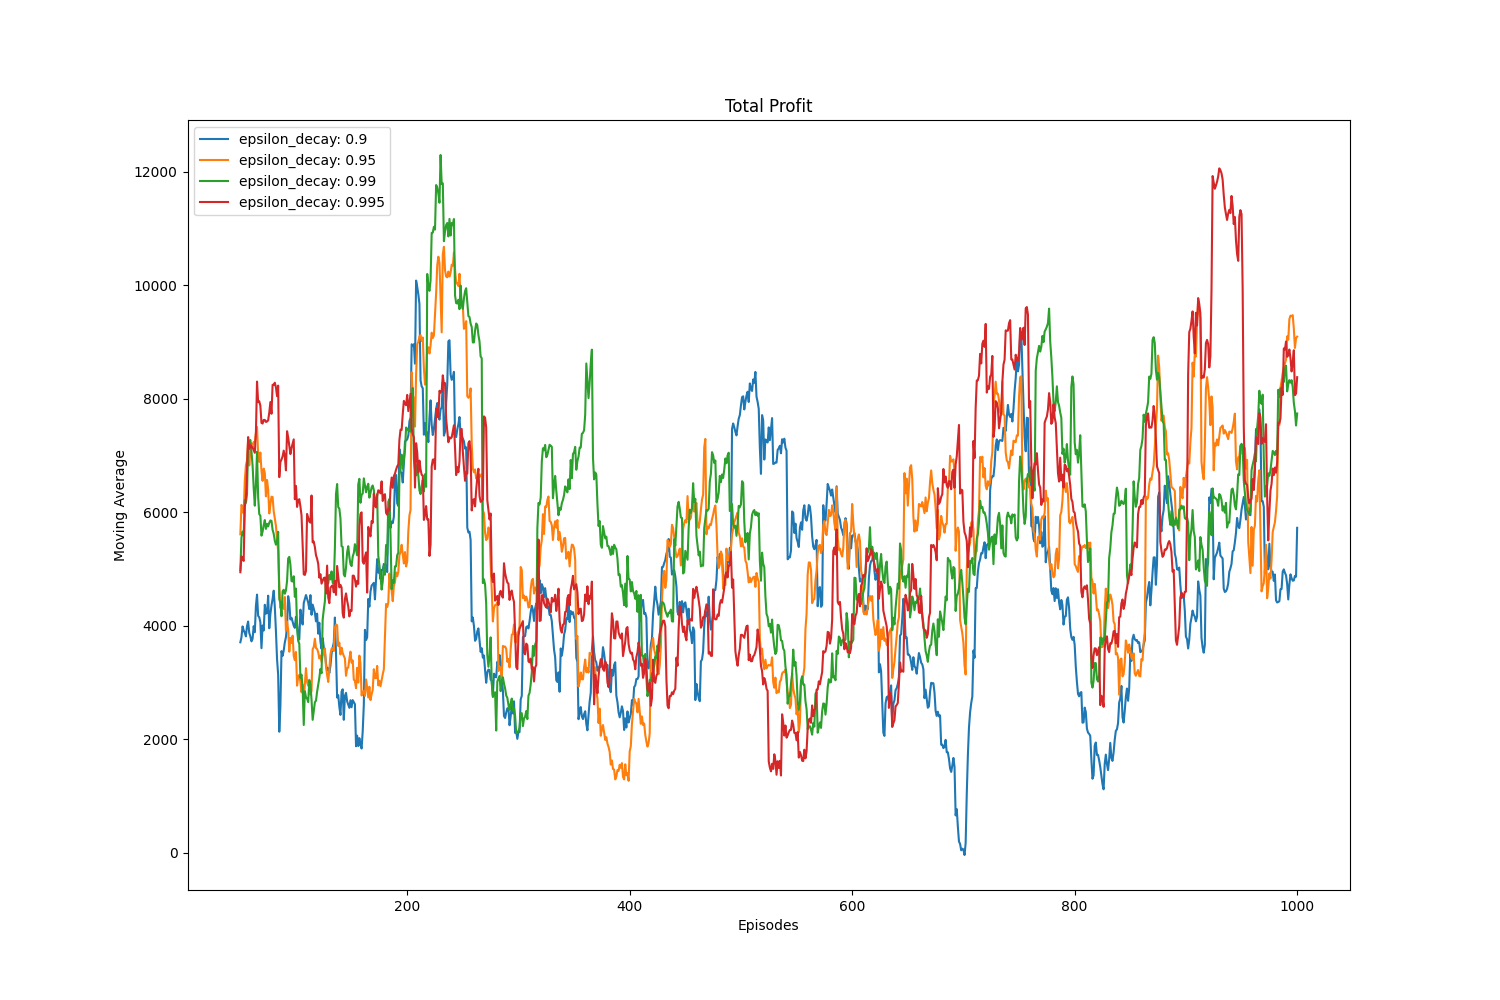 Total Profit
epsilon_decay: 0.9
epsilon_decay: 0.95
epsilon_decay: 0.99
epsilon_decay: 0.995
12000
10000
8000
6000
4000
2000
0
Moving Average
200
400
600
800
1000
Episodes